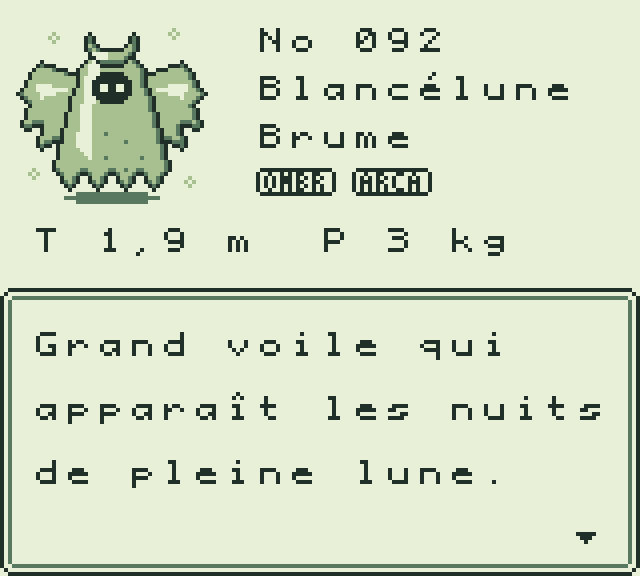 No 092
Blancélune
Brume
OMBR ARCA
T 1,9 m P 3 kg
Grand voile qui
apparaît les nuits
de pleine lune.